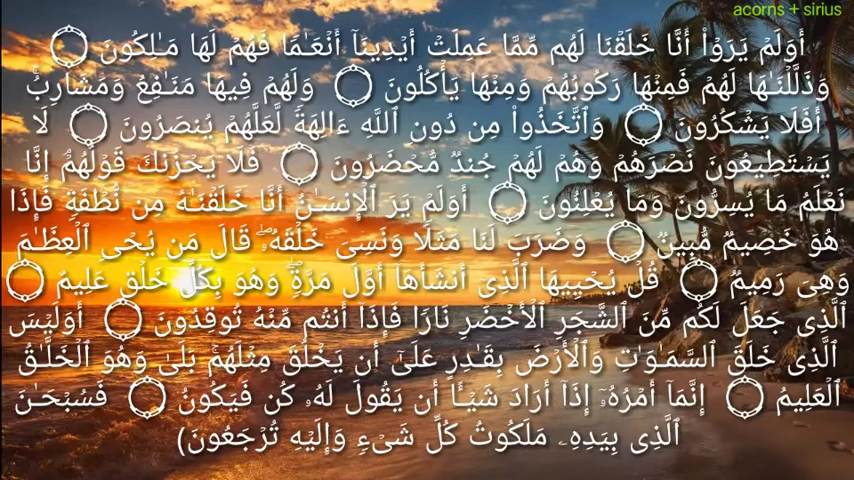 acorns + sirius
أَوَلَمْ يَرَوْا۟ أَنَّا خَلَقْنَا لَهُم مِّمَّا عَمِلَتْ أَيْدِينَآ أَنْعَـٰمًا فَهُمْ لَهَا مَـٰلِكُونَ ۝
وَذَلَّلْنَـٰهَا لَهُمْ فَمِنْهَا رَكُوبُهُمْ وَمِنْهَا يَأْكُلُونَ ۝ وَلَهُمْ فِيهَا مَنَـٰفِعُ وَمَشَارِبُ ۖ
أَفَلَا يَشْكُرُونَ ۝ وَٱتَّخَذُوا۟ مِن دُونِ ٱللَّهِ ءَالِهَةً لَّعَلَّهُمْ يُنصَرُونَ ۝ لَا
يَسْتَطِيعُونَ نَصْرَهُمْ وَهُمْ لَهُمْ جُندٌ مُّحْضَرُونَ ۝ فَلَا يَحْزُنكَ قَوْلُهُمْ ۘ إِنَّا
نَعْلَمُ مَا يُسِرُّونَ وَمَا يُعْلِنُونَ ۝ أَوَلَمْ يَرَ ٱلْإِنسَـٰنُ أَنَّا خَلَقْنَـٰهُ مِن نُّطْفَةٍ فَإِذَا
هُوَ خَصِيمٌ مُّبِينٌ ۝ وَضَرَبَ لَنَا مَثَلًا وَنَسِىَ خَلْقَهُۥ ۖ قَالَ مَن يُحْىِ ٱلْعِظَـٰمَ
وَهِىَ رَمِيمٌ ۝ قُلْ يُحْيِيهَا ٱلَّذِىٓ أَنشَأَهَآ أَوَّلَ مَرَّةٍ ۖ وَهُوَ بِكُلِّ خَلْقٍ عَلِيمٌ ۝
ٱلَّذِى جَعَلَ لَكُم مِّنَ ٱلشَّجَرِ ٱلْأَخْضَرِ نَارًا فَإِذَآ أَنتُم مِّنْهُ تُوقِدُونَ ۝ أَوَلَيْسَ
ٱلَّذِى خَلَقَ ٱلسَّمَـٰوَٰتِ وَٱلْأَرْضَ بِقَـٰدِرٍ عَلَىٰٓ أَن يَخْلُقَ مِثْلَهُم ۚ بَلَىٰ وَهُوَ ٱلْخَلَّـٰقُ
ٱلْعَلِيمُ ۝ إِنَّمَآ أَمْرُهُۥٓ إِذَآ أَرَادَ شَيْـًٔا أَن يَقُولَ لَهُۥ كُن فَيَكُونُ ۝ فَسُبْحَـٰنَ
ٱلَّذِى بِيَدِهِۦ مَلَكُوتُ كُلِّ شَىْءٍ وَإِلَيْهِ تُرْجَعُونَ)